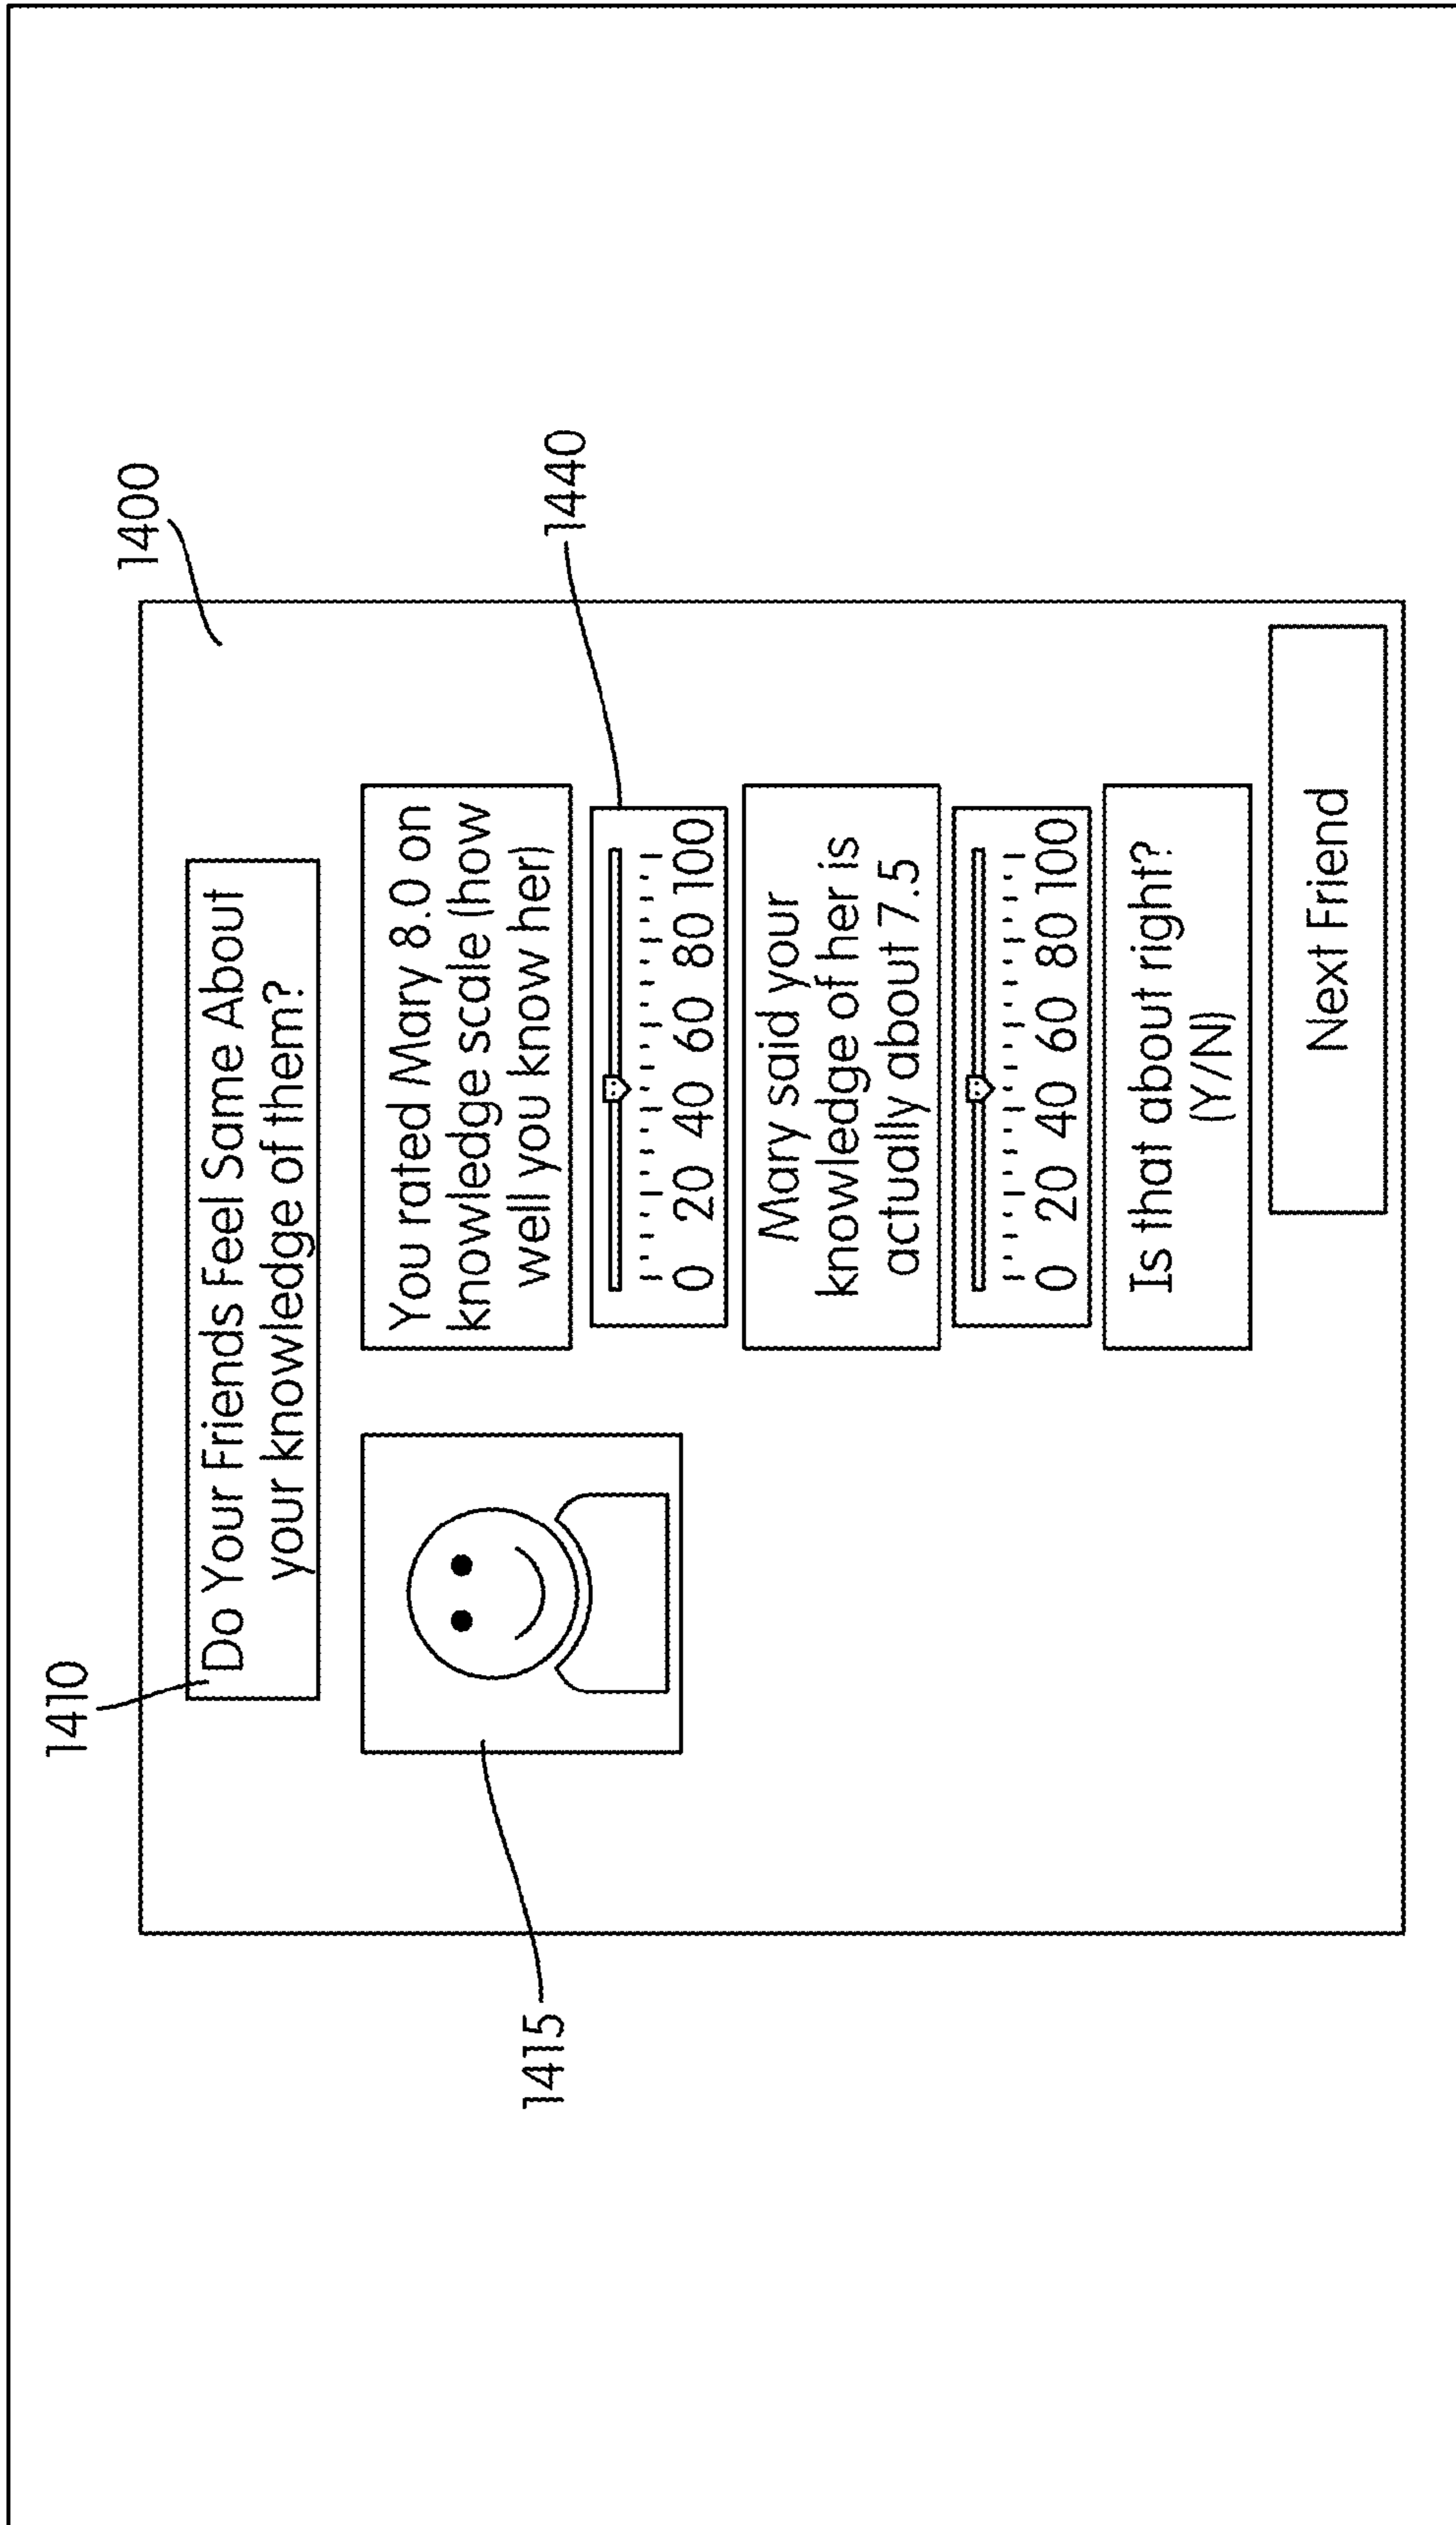 1410
1400
Do Your Friends Feel Same About
your knowledge of them?
1415
You rated Mary 8.0 on
knowledge scale (how
well you know her)
1440
0 20 40 60 80 100
Mary said your
knowledge of her is
actually about 7.5
0 20 40 60 80 100
Is that about right?
(Y/N)
Next Friend